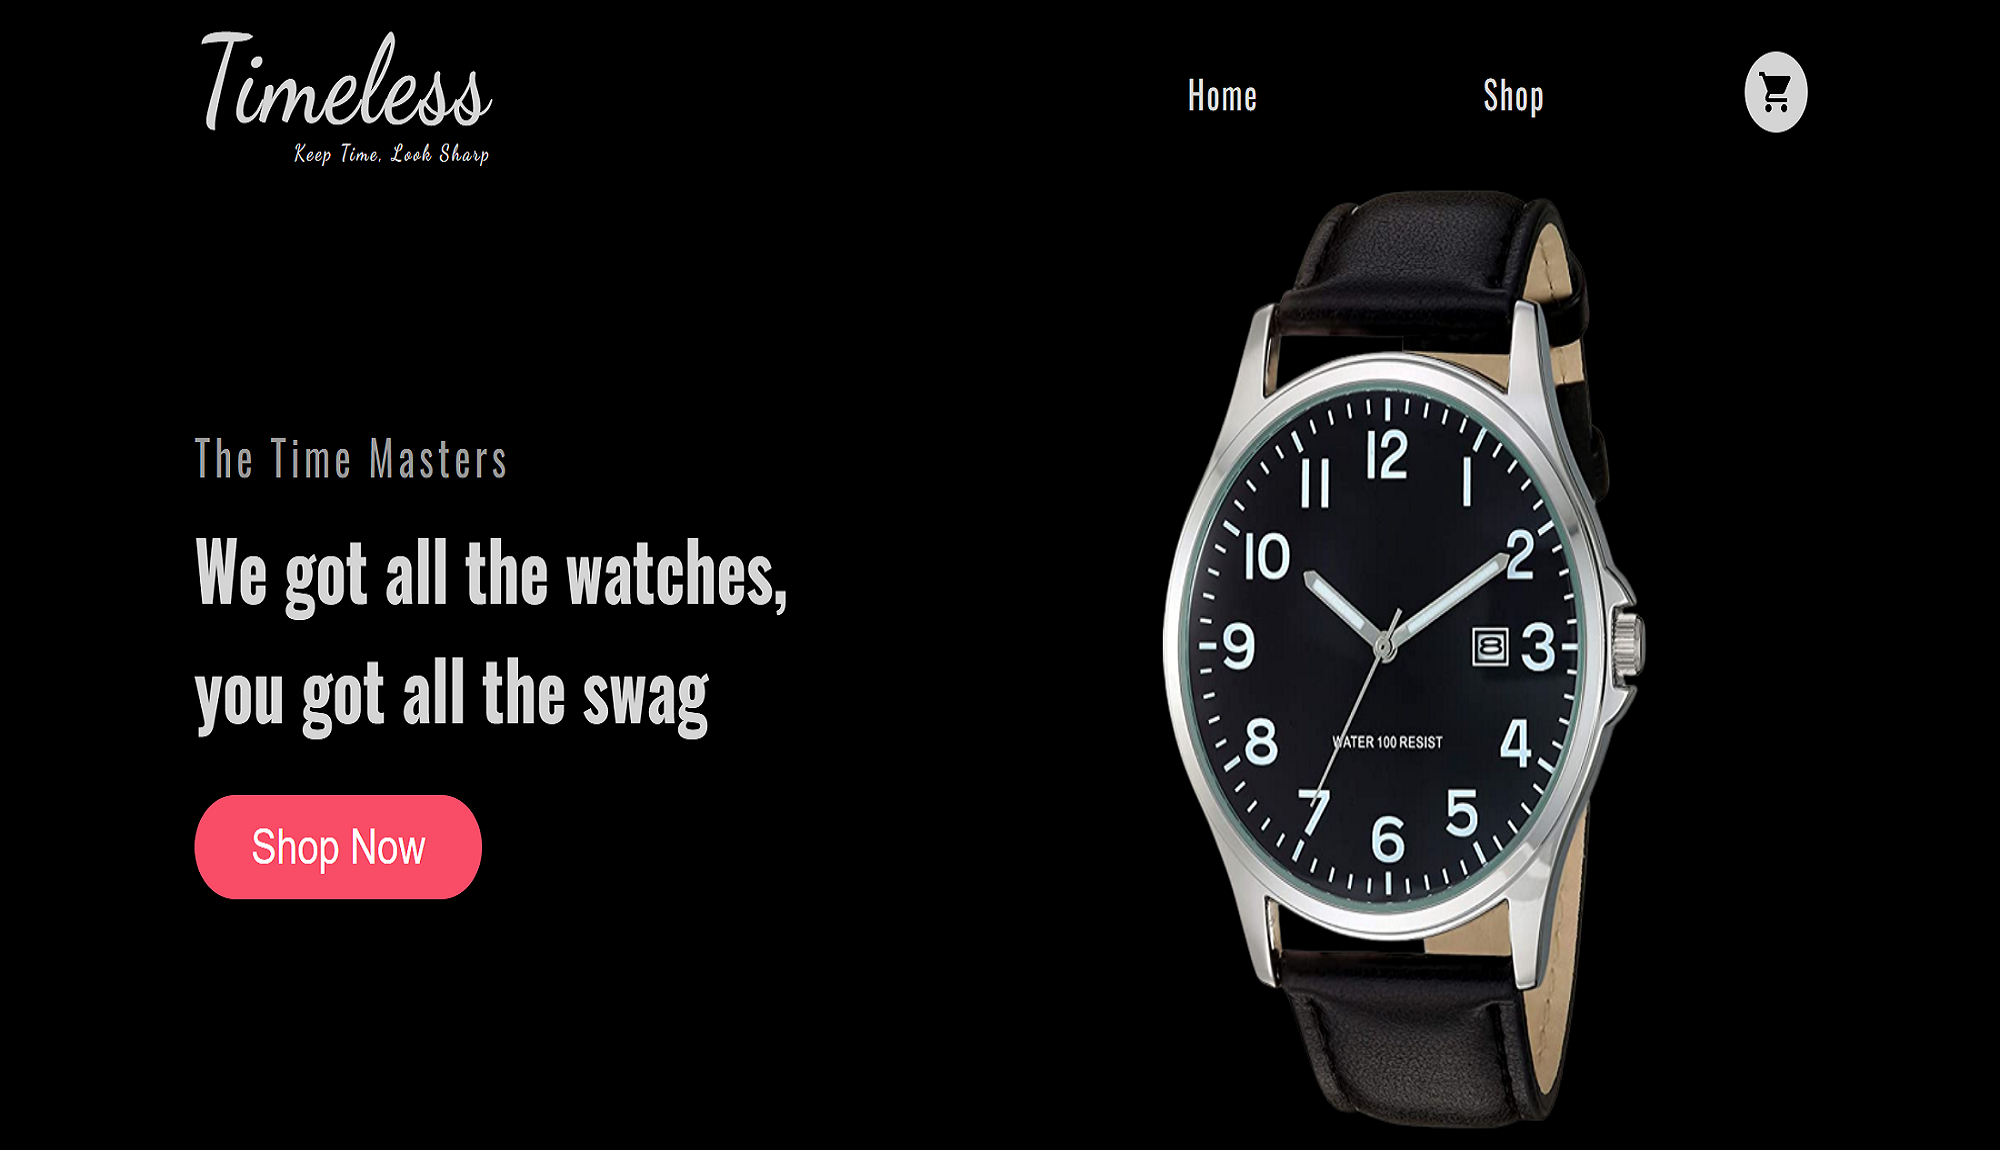 Timeless
Keep Time, Look Sharp
Home
Shop
The Time Masters
We got all the watches,
you got all the swag
Shop Now
12
1
2
3
4
5
6
7
8
9
10
11
8
WATER 100 RESIST